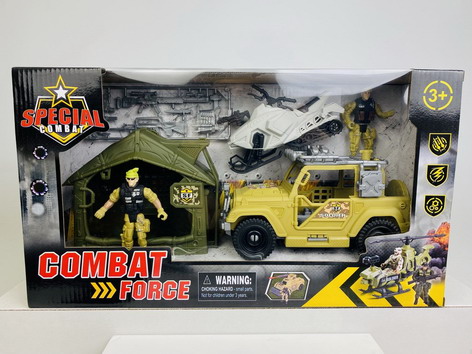 SPECIAL
COMBAT
3+
COMBAT
FORCE
WARNING:
CHOKING HAZARD - small parts.
Not for children under 3 years.